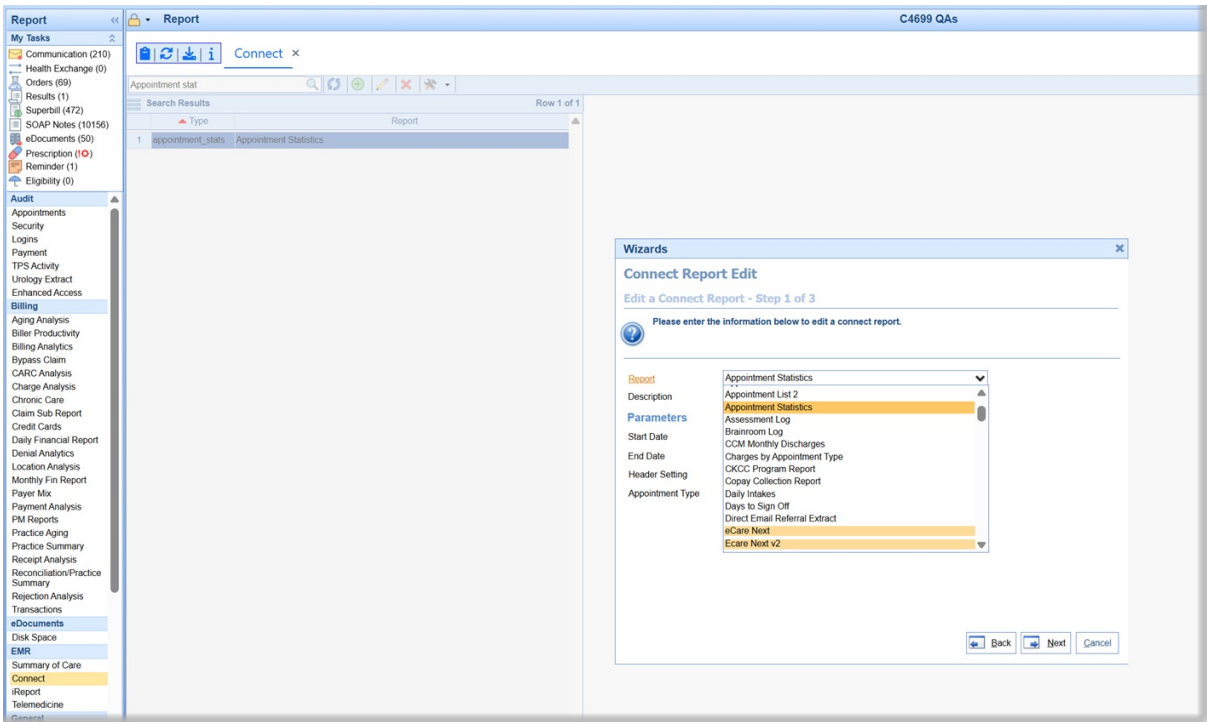 Report «
My Tasks
Communication (210)
Health Exchange (0)
Orders (69)
Results (1)
Superbill (472)
SOAP Notes (10156)
eDocuments (50)
Prescription (!)
Reminder (1)
Eligibility (0)
Audit
Appointments
Security
Logins
Payment
TPS Activity
Urology Extract
Enhanced Access
Billing
Aging Analysis
Biller Productivity
Billing Analytics
Bypass Claim
CARC Analysis
Charge Analysis
Chronic Care
Claim Sub Report
Credit Cards
Daily Financial Report
Denial Analytics
Location Analysis
Monthly Fin Report
Payer Mix
Payment Analysis
PM Reports
Practice Aging
Practice Summary
Receipt Analysis
Reconciliation/Practice
Summary
Rejection Analysis
Transactions
eDocuments
Disk Space
EMR
Summary of Care
Connect
iReport
Telemedicine
General
Report C4699 QAs
Connect ×
Appointment stat
Search Results Row 1 of 1
Type Report
1 appointment_stats Appointment Statistics
Wizards
Connect Report Edit
Edit a Connect Report - Step 1 of 3
Please enter the information below to edit a connect report.
Report Appointment Statistics
Description
Parameters
Start Date
End Date
Header Setting
Appointment Type
Appointment List 2
Appointment Statistics
Assessment Log
Brainroom Log
CCM Monthly Discharges
Charges by Appointment Type
CKCC Program Report
Copay Collection Report
Daily Intakes
Days to Sign Off
Direct Email Referral Extract
eCare Next
Ecare Next v2
Back Next Cancel